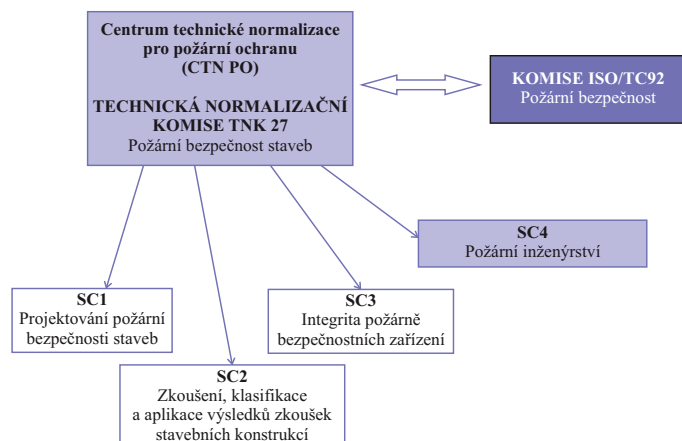 Centrum technické normalizace
pro požární ochranu
(CTN PO)
TECHNICKÁ NORMALIZAČNÍ
KOMISE TNK 27
Požární bezpečnost staveb
KOMISE ISO/TC92
Požární bezpečnost
SC4
Požární inženýrství
SC1
Projektování požární
bezpečnosti staveb
SC3
Integrita požárně
bezpečnostních zařízení
SC2
Zkoušení, klasifikace
a aplikace výsledků zkoušek
stavebních konstrukcí